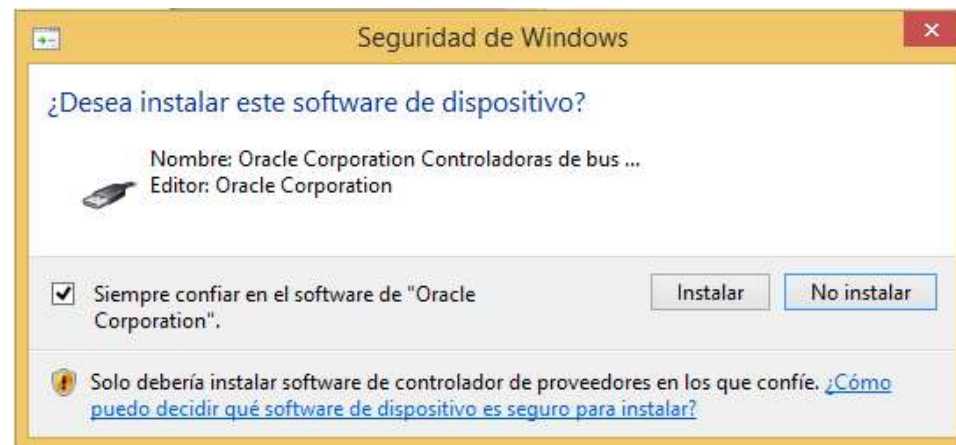 Seguridad de Windows
¿Desea instalar este software de dispositivo?
Nombre: Oracle Corporation Controladoras de bus ...
Editor: Oracle Corporation
Siempre confiar en el software de "Oracle
Corporation".
Instalar
No instalar
Solo debería instalar software de controlador de proveedores en los que confíe. ¿Cómo
puedo decidir qué software de dispositivo es seguro para instalar?